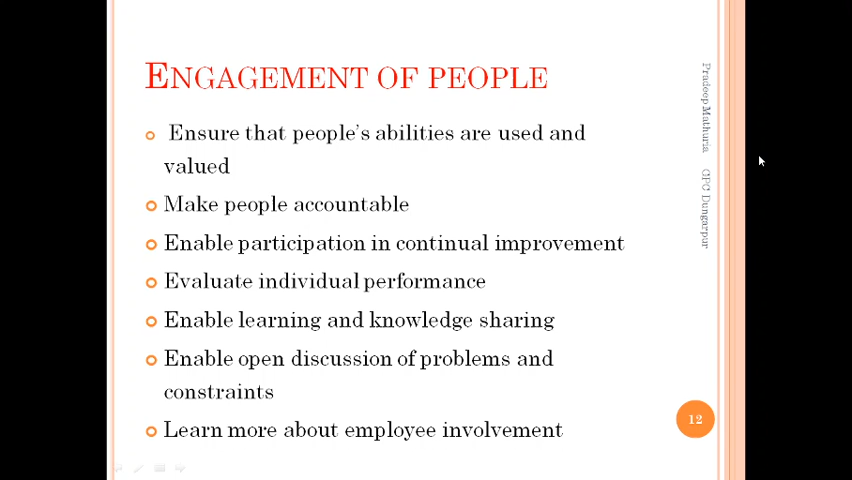 ENGAGEMENT OF PEOPLE
Ensure that people's abilities are used and
valued
Make people accountable
Enable participation in continual improvement
Evaluate individual performance
Enable learning and knowledge sharing
Enable open discussion of problems and
constraints
Learn more about employee involvement
Pradeep Mathuria GPC Dungarpur
12